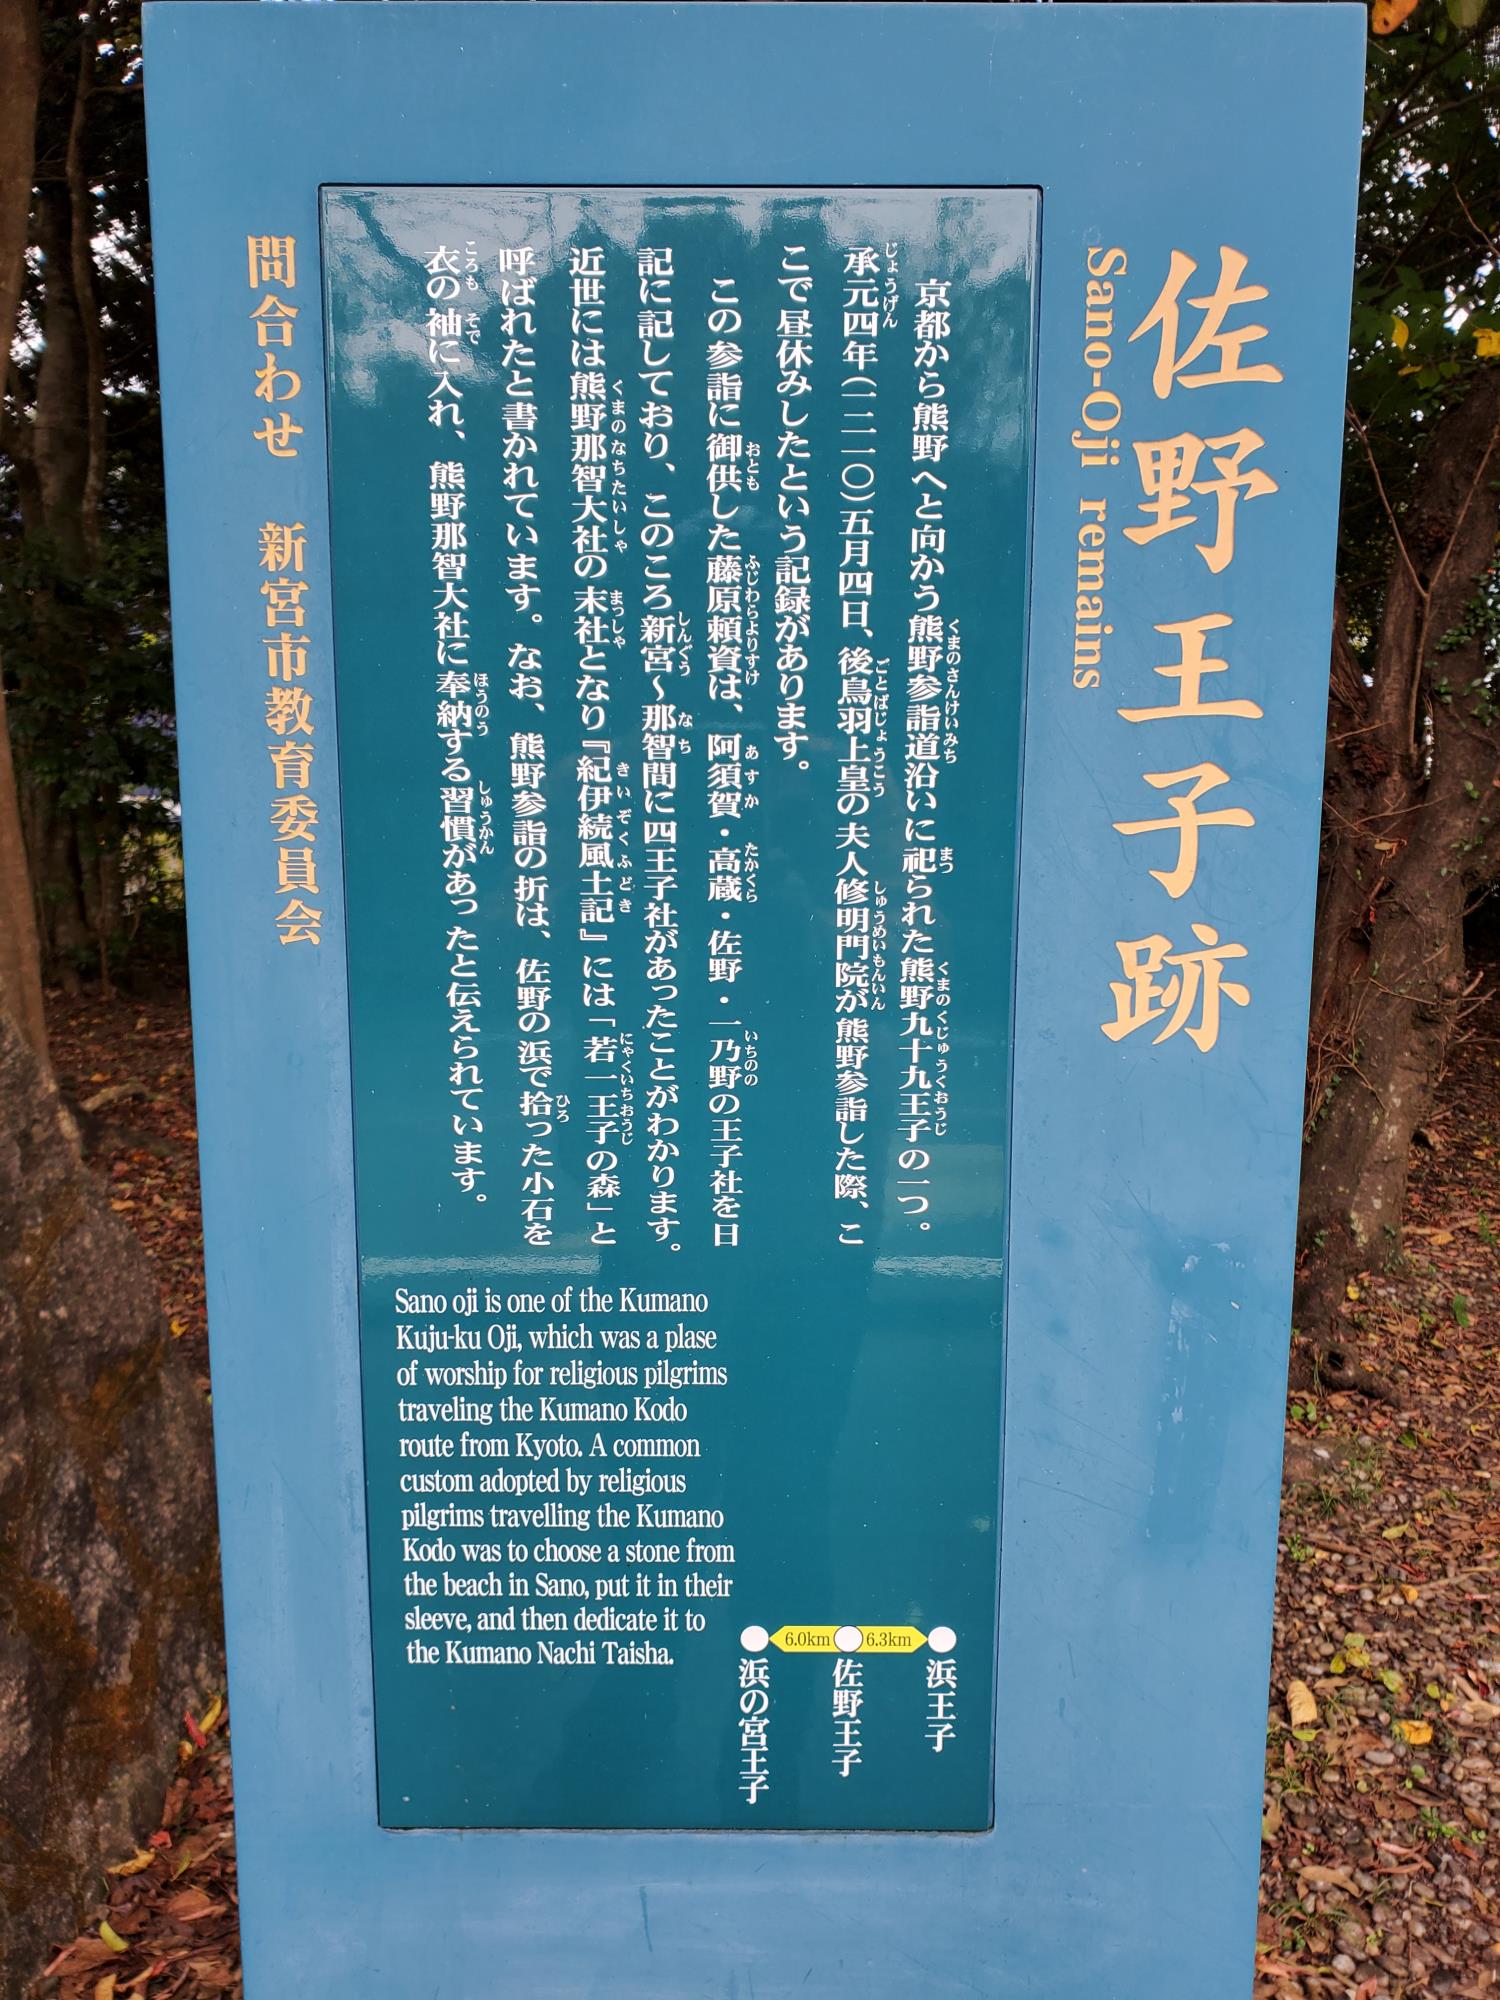 佐野王子跡
Sano-Oji remains
京都から熊野へと向かう熊野参詣道沿いに祀られた熊野九十九王子の一つ。
承元四年(一二一〇)五月四日、後鳥羽上皇の夫人修明門院が熊野参詣した際、こ
こで昼休みしたという記録があります。
この参詣に御供した藤原頼資は、阿須賀・高蔵・佐野・一乃野の王子社を日
記に記しており、このころ新宮~那智間に四王子社があったことがわかります。
近世には熊野那智大社の末社となり『紀伊続風土記』には「若一王子の森」と
呼ばれたと書かれています。なお、熊野参詣の折は、佐野の浜で拾った小石を
衣の袖に入れ、熊野那智大社に奉納する習慣があったと伝えられています。
Sano oji is one of the Kumano
Kuju-ku Oji, which was a plase
of worship for religious pilgrims
traveling the Kumano Kodo
route from Kyoto. A common
custom adopted by religious
pilgrims travelling the Kumano
Kodo was to choose a stone from
the beach in Sano, put it in their
sleeve, and then dedicate it to
the Kumano Nachi Taisha.
浜王子
6.3km
佐野王子
6.0km
浜の宮王子
問合わせ 新宮市教育委員会